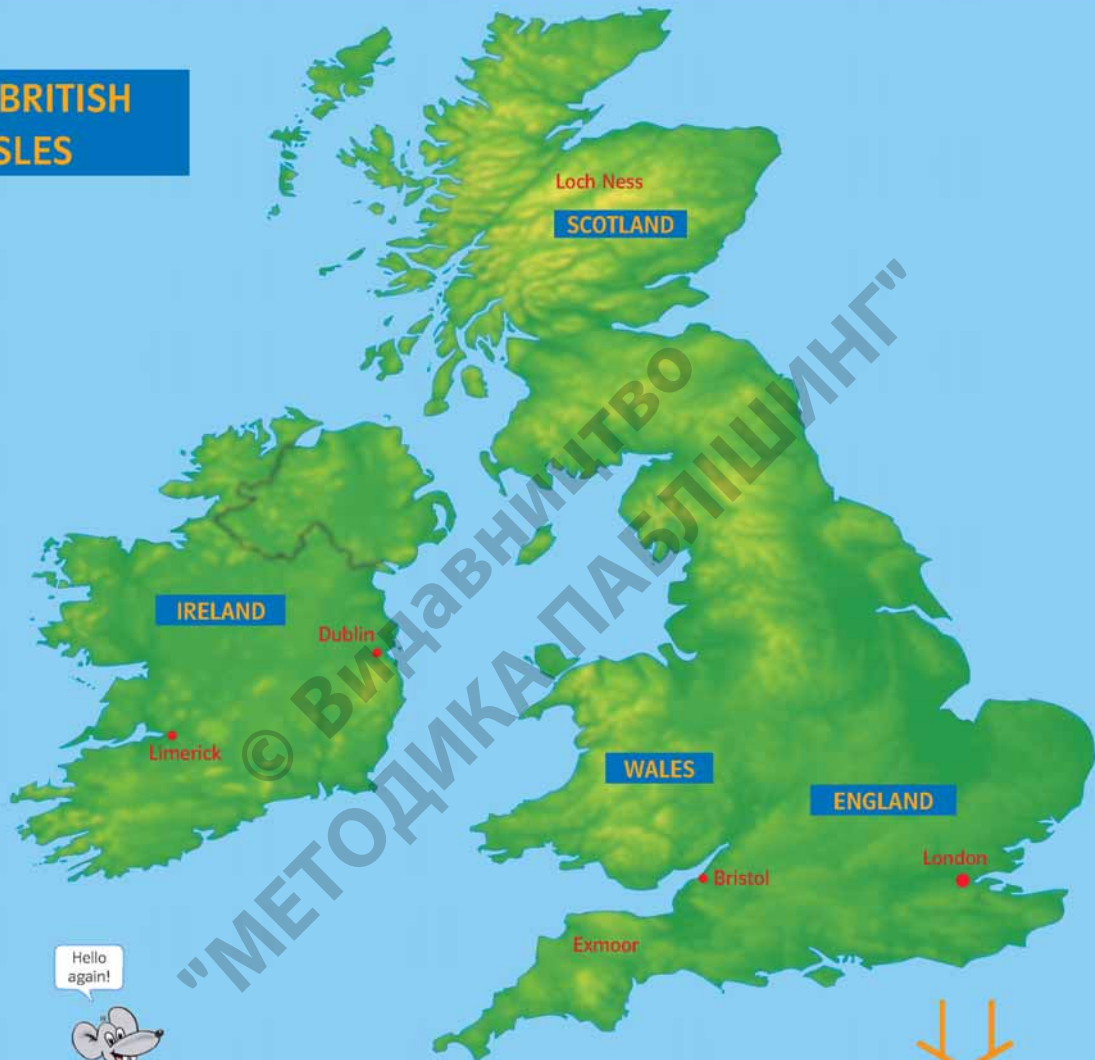 BRITISH
SLES
Loch Ness
SCOTLAND
IRELAND
Dublin
Limerick
WALES
ENGLAND
London
Bristol
Exmoor
Hello
again!
© Видавництво
"МЕТОДИКА ПАБЛІШИНГ"